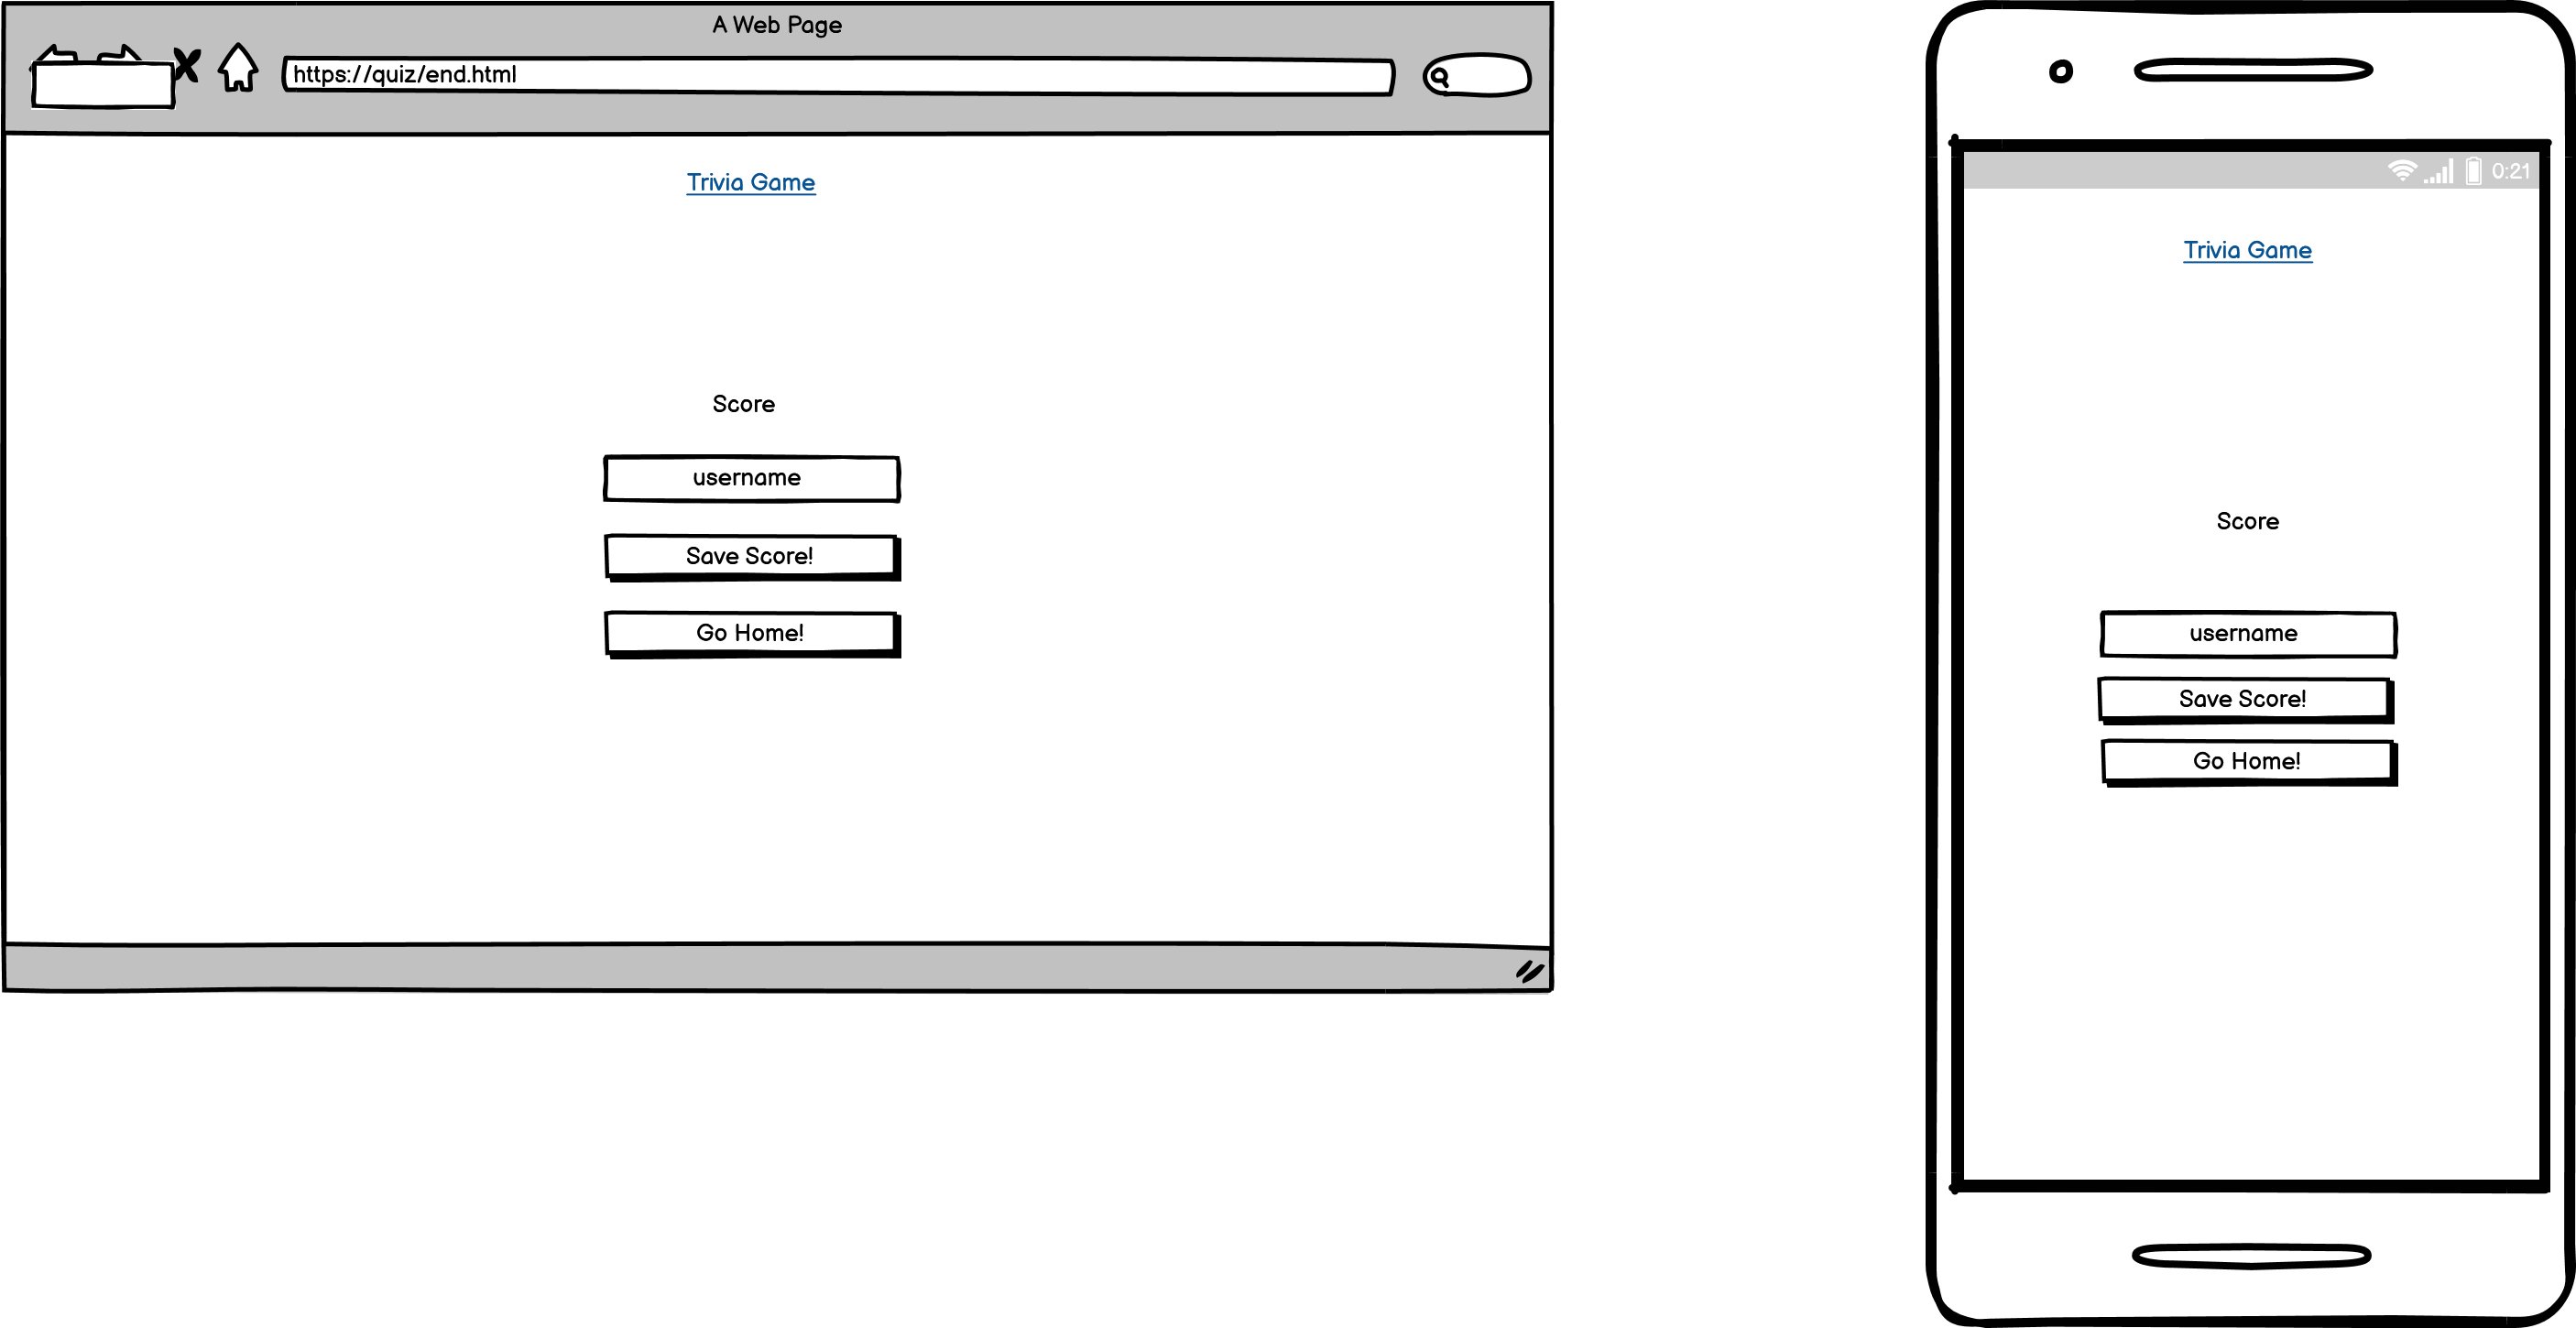 A Web Page
https://quiz/end.html
Trivia Game
Score
username
Save Score!
Go Home!
0:21
Trivia Game
Score
username
Save Score!
Go Home!